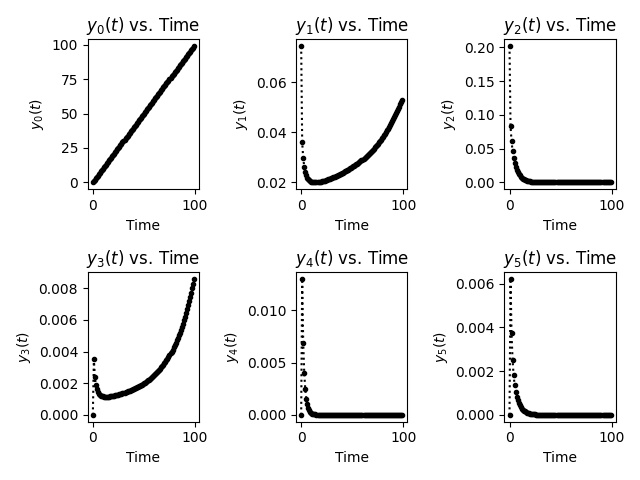 y₀(t) vs. Time
y₁(t) vs. Time
y₂(t) vs. Time
100
75
50
25
0
y₀(t)
0
100
Time
0.06
0.04
0.02
y₁(t)
0
100
Time
0.20
0.15
0.10
0.05
0.00
y₂(t)
0
100
Time
y₃(t) vs. Time
y₄(t) vs. Time
y₅(t) vs. Time
0.008
0.006
0.004
0.002
0.000
y₃(t)
0
100
Time
0.010
0.005
0.000
y₄(t)
0
100
Time
0.006
0.004
0.002
0.000
y₅(t)
0
100
Time